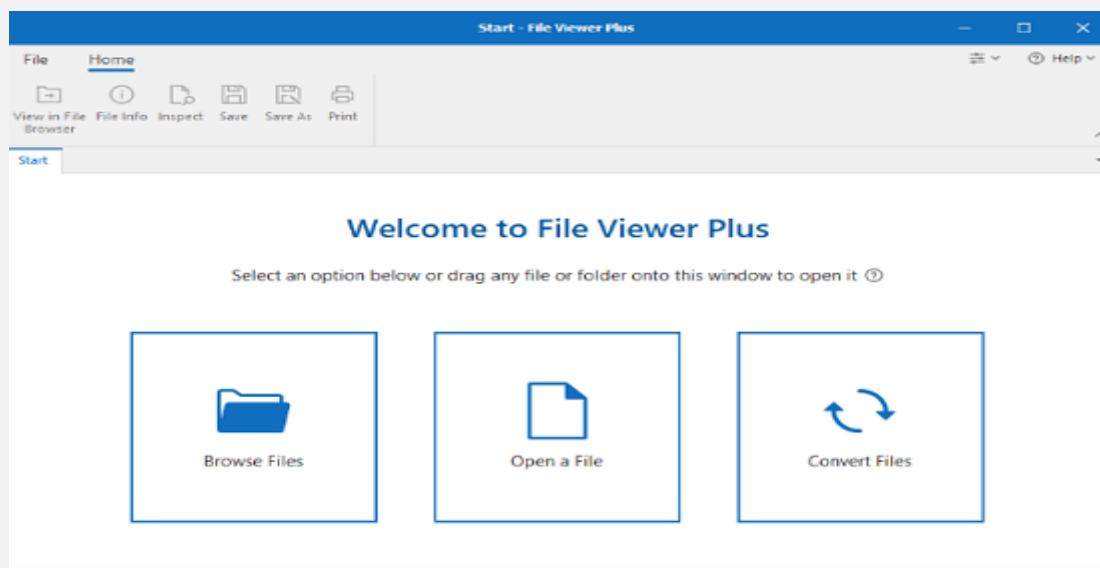 Start - File Viewer Plus
File Home Help
View in File Browser File Info Inspect Save Save As Print
Start
Welcome to File Viewer Plus
Select an option below or drag any file or folder onto this window to open it
Browse Files Open a File Convert Files